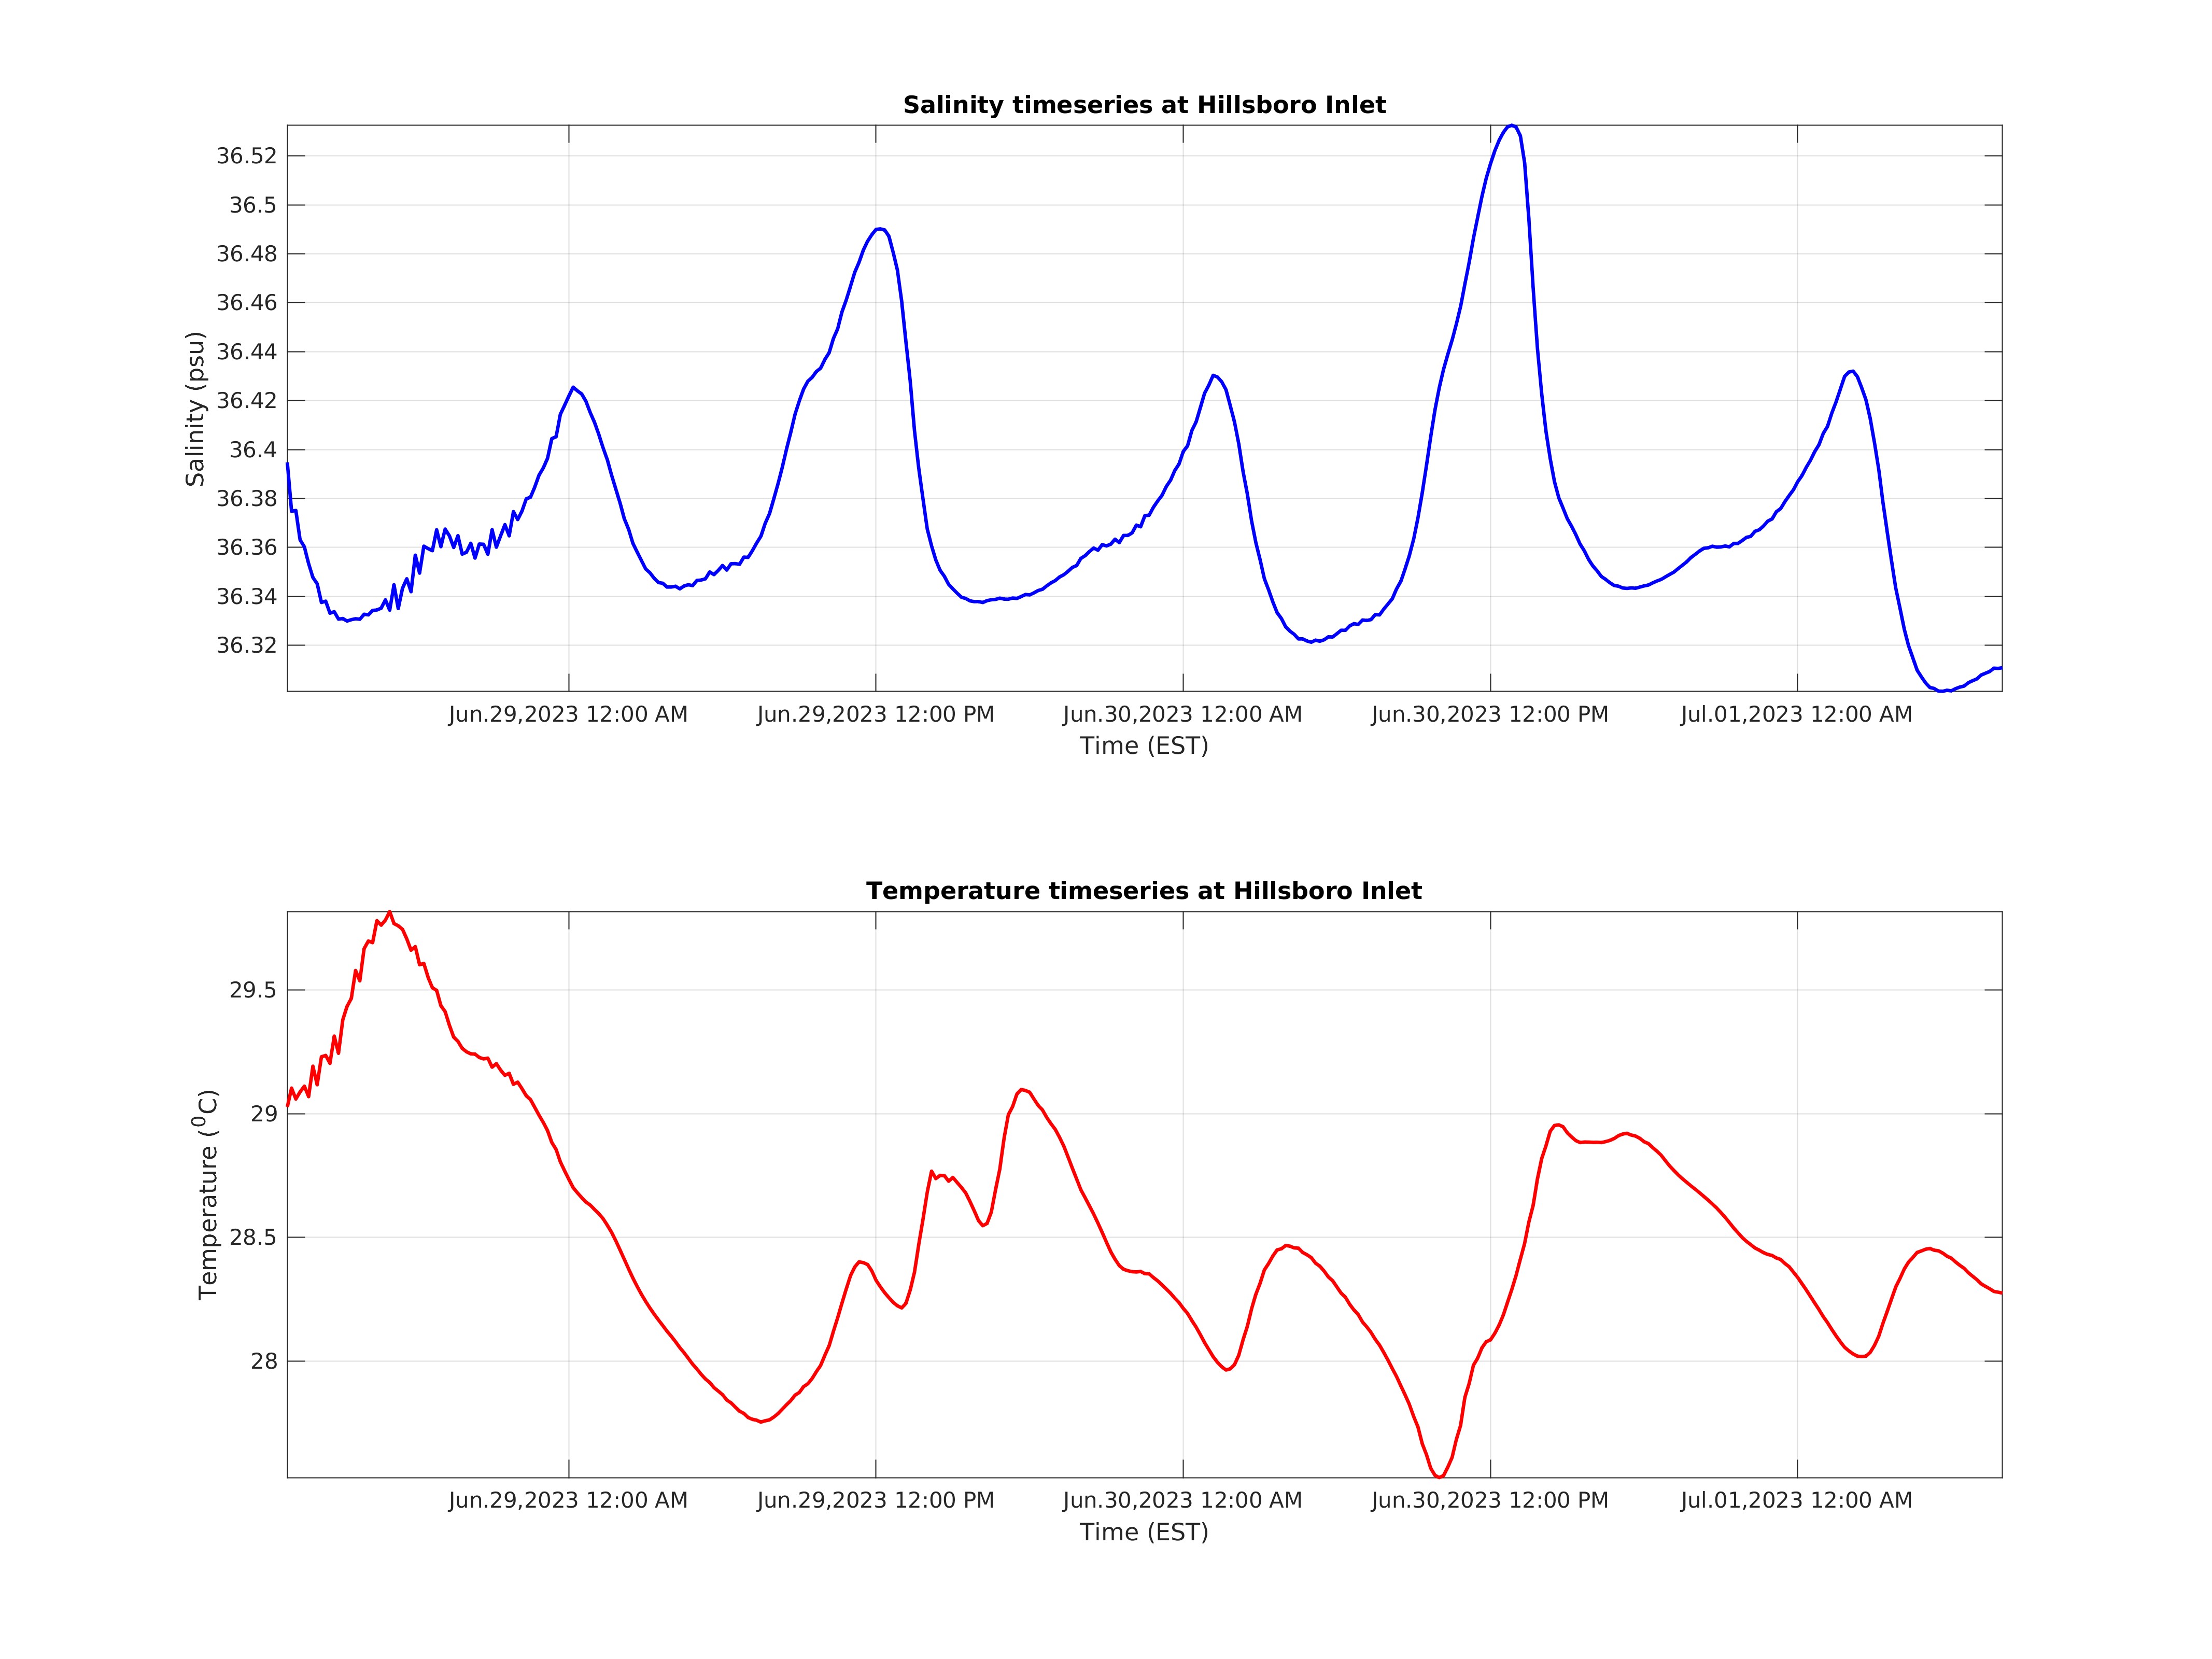 Salinity timeseries at Hillsboro Inlet
Salinity (psu)
36.52
36.5
36.48
36.46
36.44
36.42
36.4
36.38
36.36
36.34
36.32
Jun.29,2023 12:00 AM Jun.29,2023 12:00 PM Jun.30,2023 12:00 AM Jun.30,2023 12:00 PM Jul.01,2023 12:00 AM
Time (EST)
Temperature timeseries at Hillsboro Inlet
Temperature (⁰C)
29.5
29
28.5
28
Jun.29,2023 12:00 AM Jun.29,2023 12:00 PM Jun.30,2023 12:00 AM Jun.30,2023 12:00 PM Jul.01,2023 12:00 AM
Time (EST)